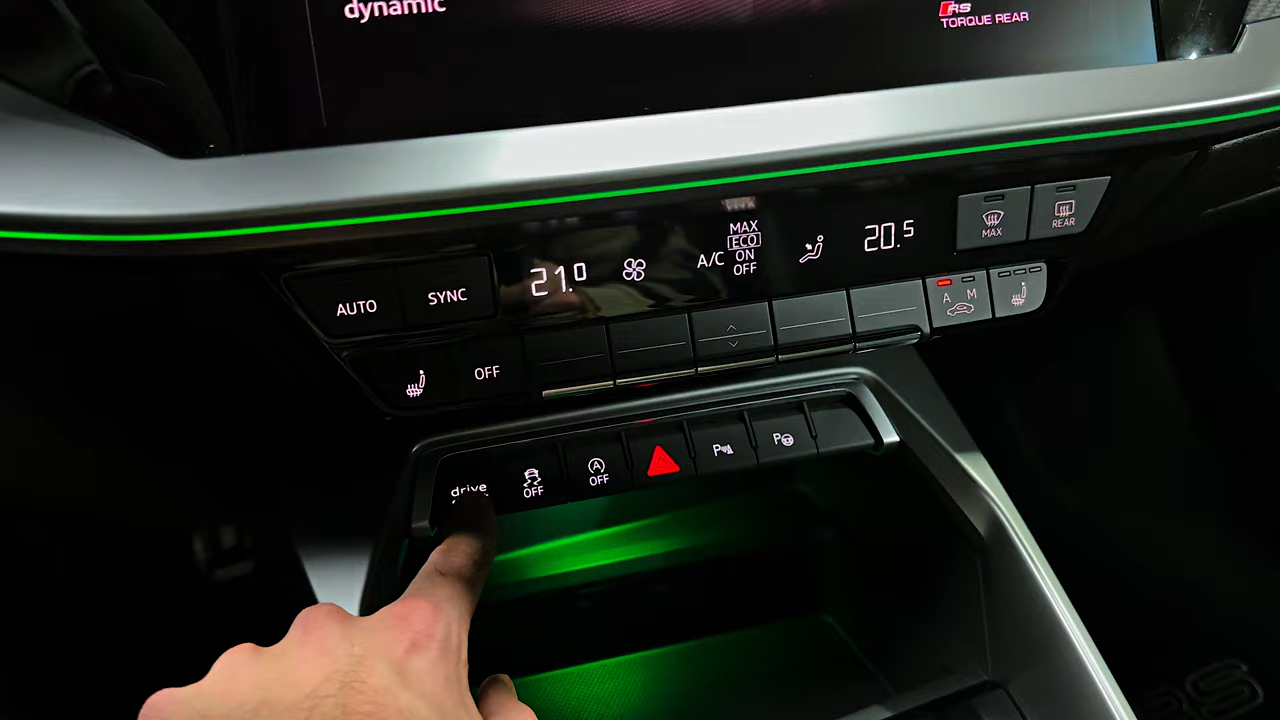 dynamic
RS
TORQUE REAR
AUTO
SYNC
21.0
A/C
MAX
ECO
ON
OFF
20.5
MAX
REAR
A M
OFF
drive
OFF
A
OFF
P
P
RS